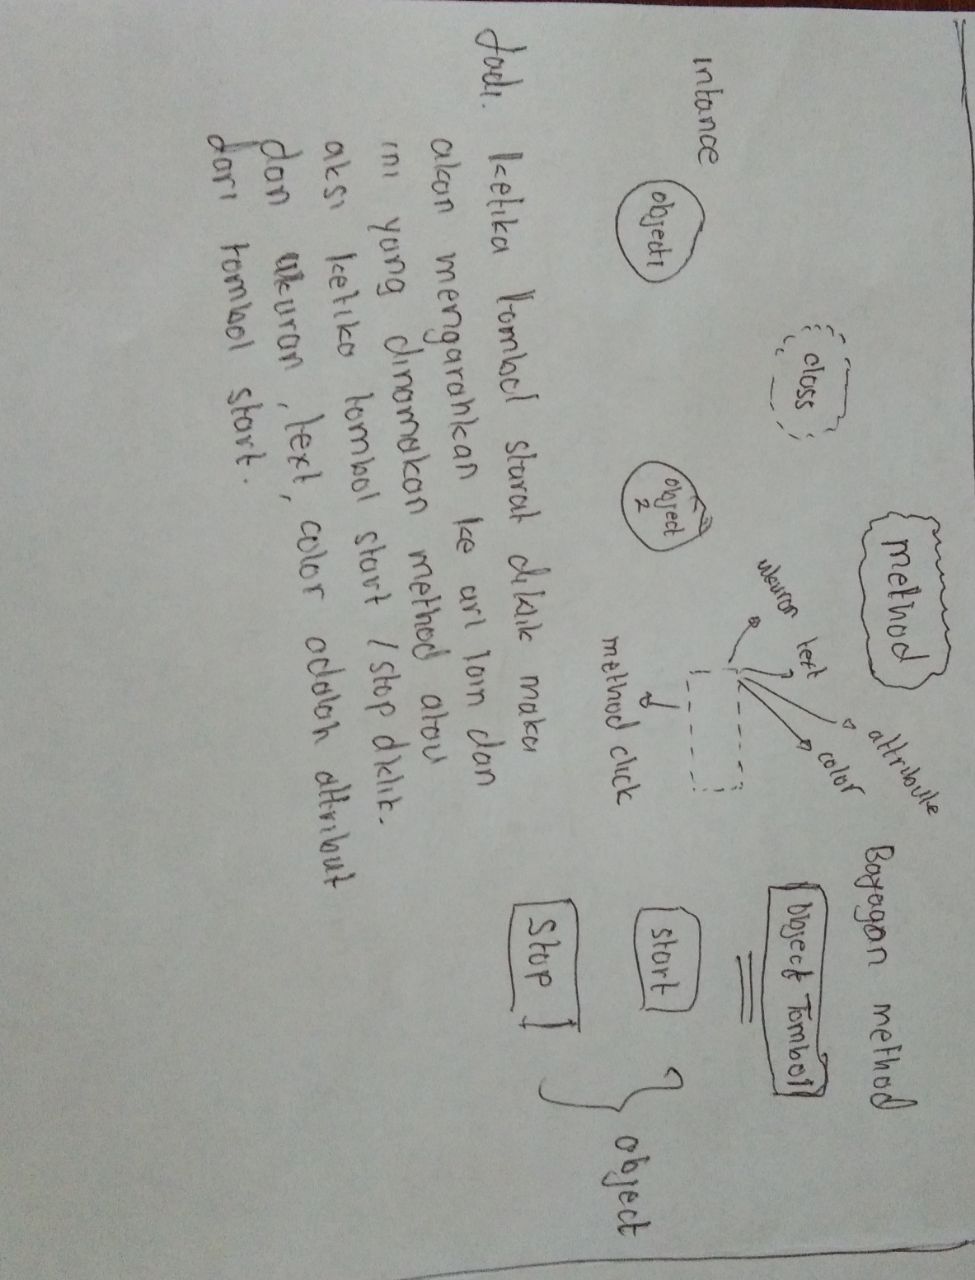 Bayagan method
method
attribute
color
text
ukuran
Object Tombol
class
intance
object1
object
2
method click
start
Stop
object
Jadi. ketika tombol starat diklik maka
akan mengarahkan ke url lain dan
ini yang dinamakan method atau
aksi ketika tombol start / stop diklik.
dan ukuran, text, color adalah attribut
dari tombol start.